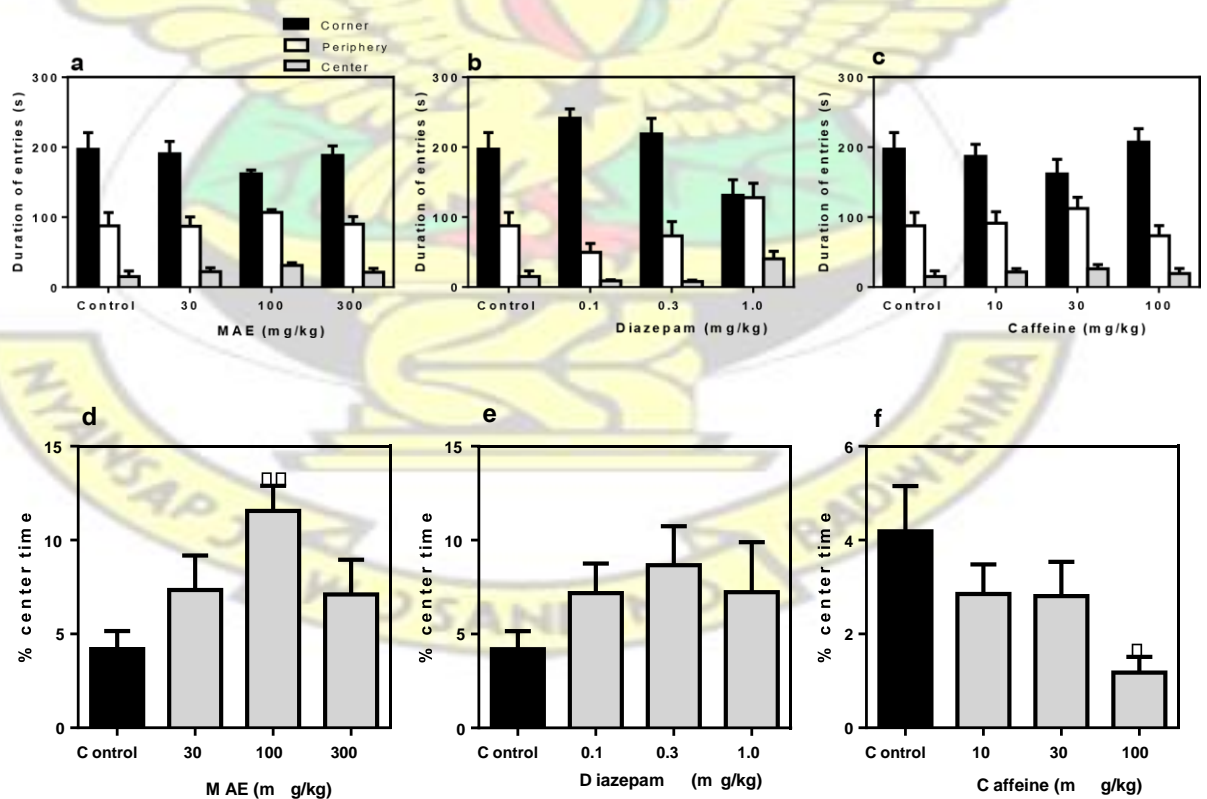 Corner
Periphery
Center
a
b
c
300
200
100
0
Duration of entries (s)
Control 30 100 300
MAE (mg/kg)
300
200
100
0
Duration of entries (s)
Control 0.1 0.3 1.0
Diazepam (mg/kg)
300
200
100
0
Duration of entries (s)
Control 10 30 100
Caffeine (mg/kg)
d
e
f
15
10
5
0
% center time
Control 30 100 300
MAE (m g/kg)
15
10
5
0
% center time
Control 0.1 0.3 1.0
Diazepam (m g/kg)
6
4
2
0
% center time
Control 10 30 100
Caffeine (m g/kg)
NYANSAP
SAN
BADWENMA